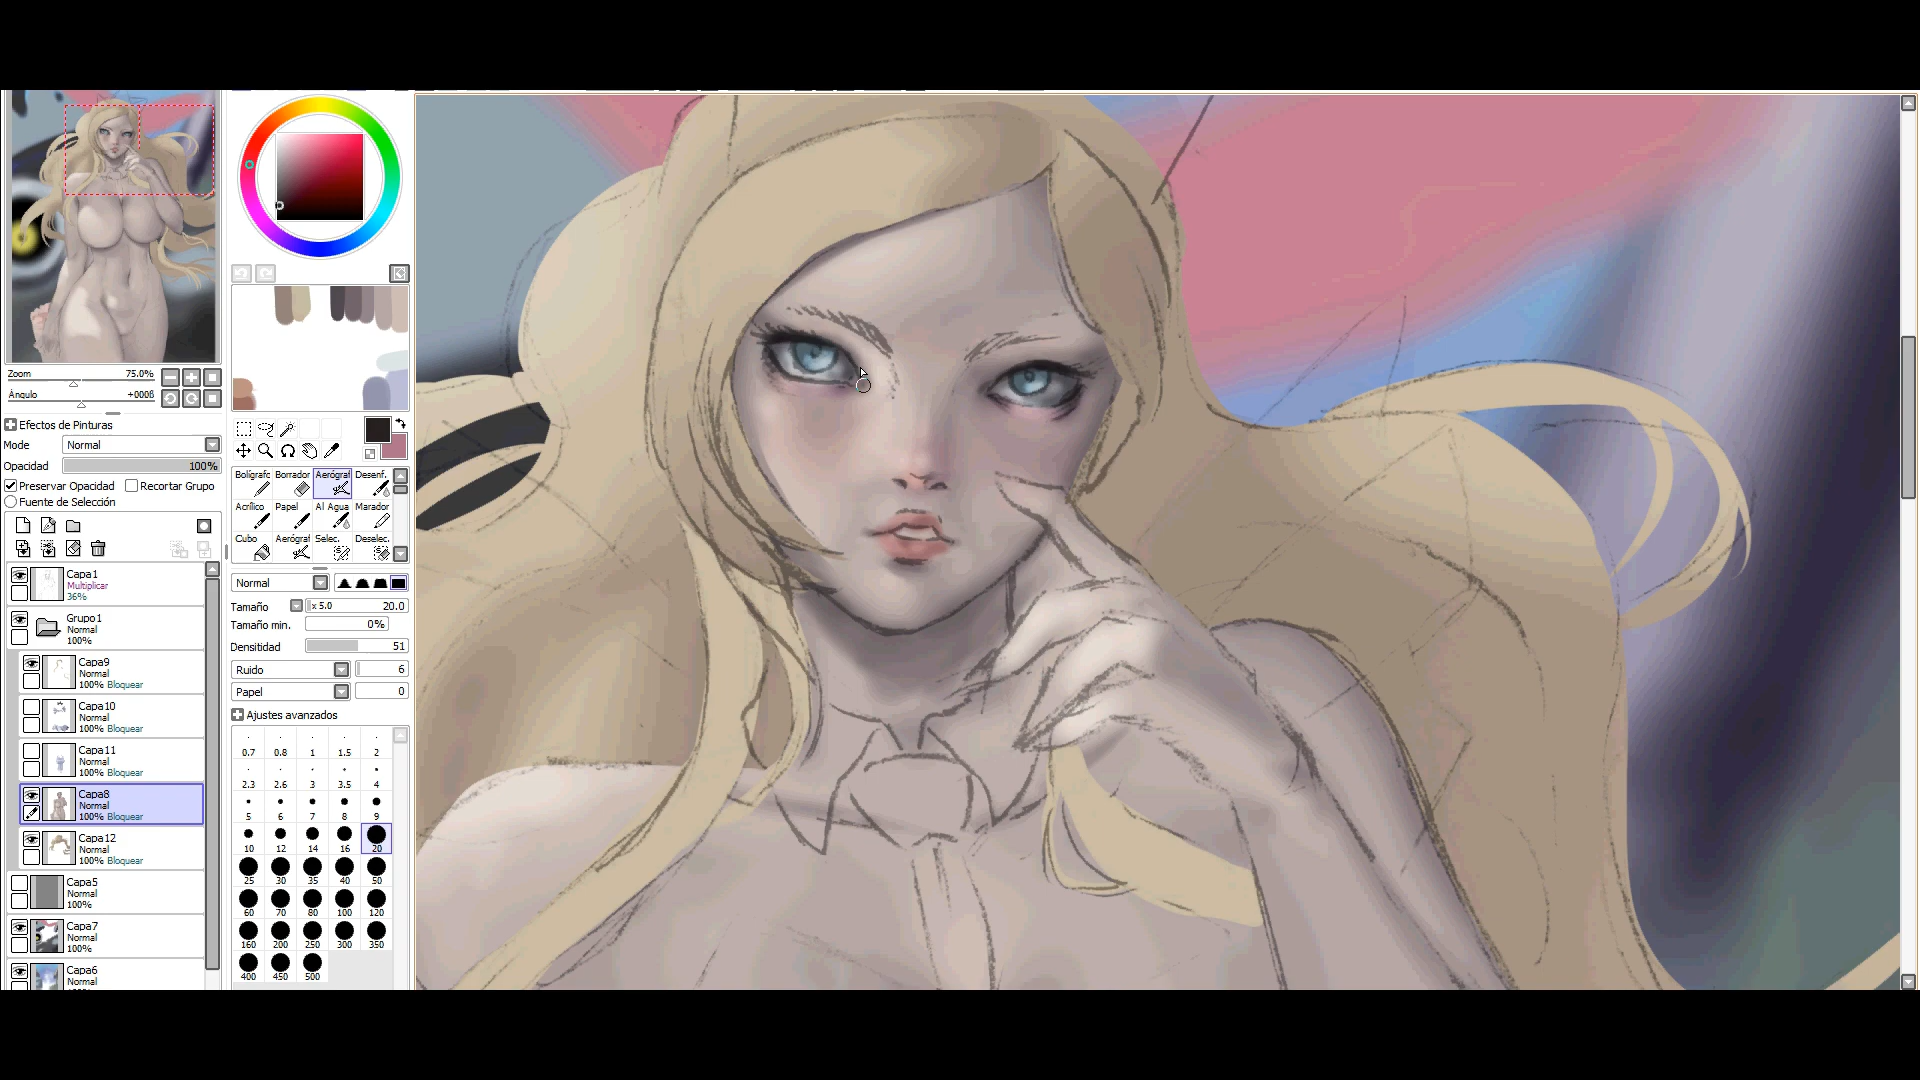 Zoom 75.0%
Ángulo +000ß
Efectos de Pinturas
Mode Normal
Opacidad 100%
Preservar Opacidad Recortar Grupo
Fuente de Selección
Capa1
Multiplicar
36%
Grupo1
Normal
100%
Capa9
Normal
100% Bloquear
Capa10
Normal
100% Bloquear
Capa11
Normal
100% Bloquear
Capa8
Normal
100% Bloquear
Capa12
Normal
100% Bloquear
Capa5
Normal
100%
Capa7
Normal
100%
Capa6
Normal
Bolígrafo Borrador Aerógraf Desenf.
Acrílico Papel Al Agua Marador
Cubo Aerógraf Selec. Deselec.
Normal
Tamaño x 5.0 20.0
Tamaño min. 0%
Densitidad 51
Ruido 6
Papel 0
Ajustes avanzados
0.7 0.8 1 1.5 2
2.3 2.6 3 3.5 4
5 6 7 8 9
10 12 14 16 20
25 30 35 40 50
60 70 80 100 120
160 200 250 300 350
400 450 500